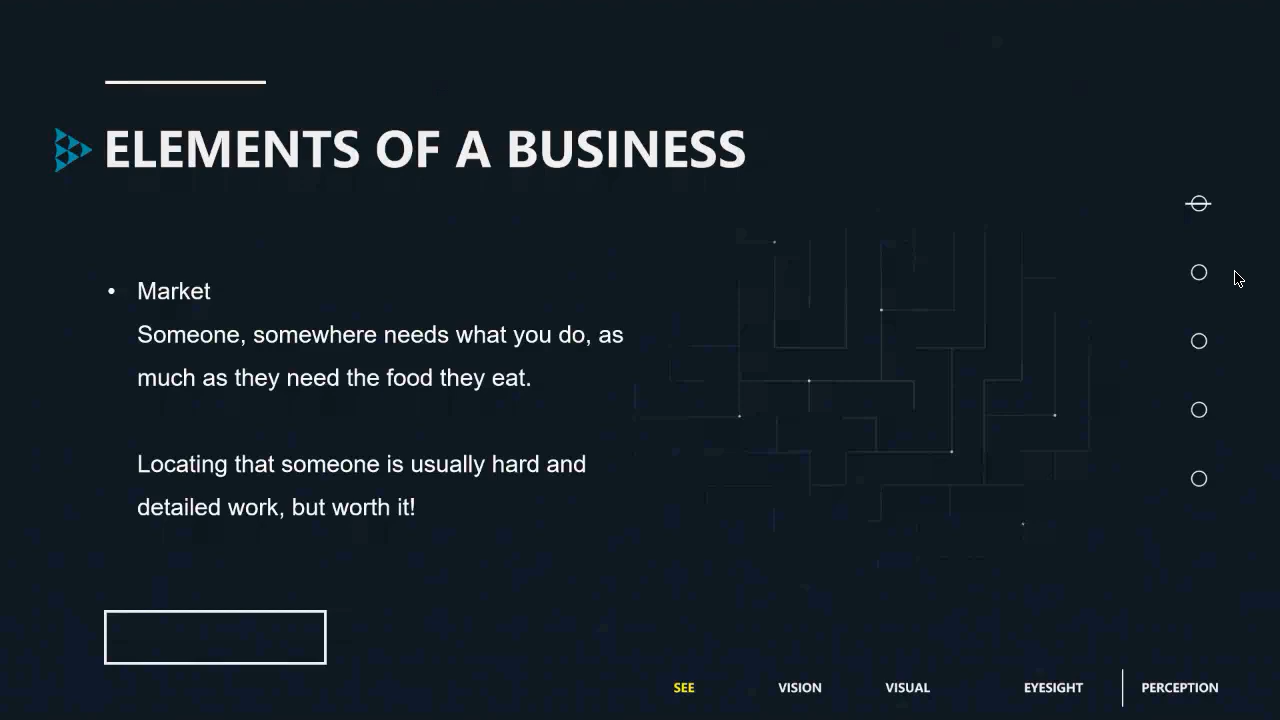 ELEMENTS OF A BUSINESS
• Market
Someone, somewhere needs what you do, as
much as they need the food they eat.
Locating that someone is usually hard and
detailed work, but worth it!
SEE VISION VISUAL EYESIGHT PERCEPTION